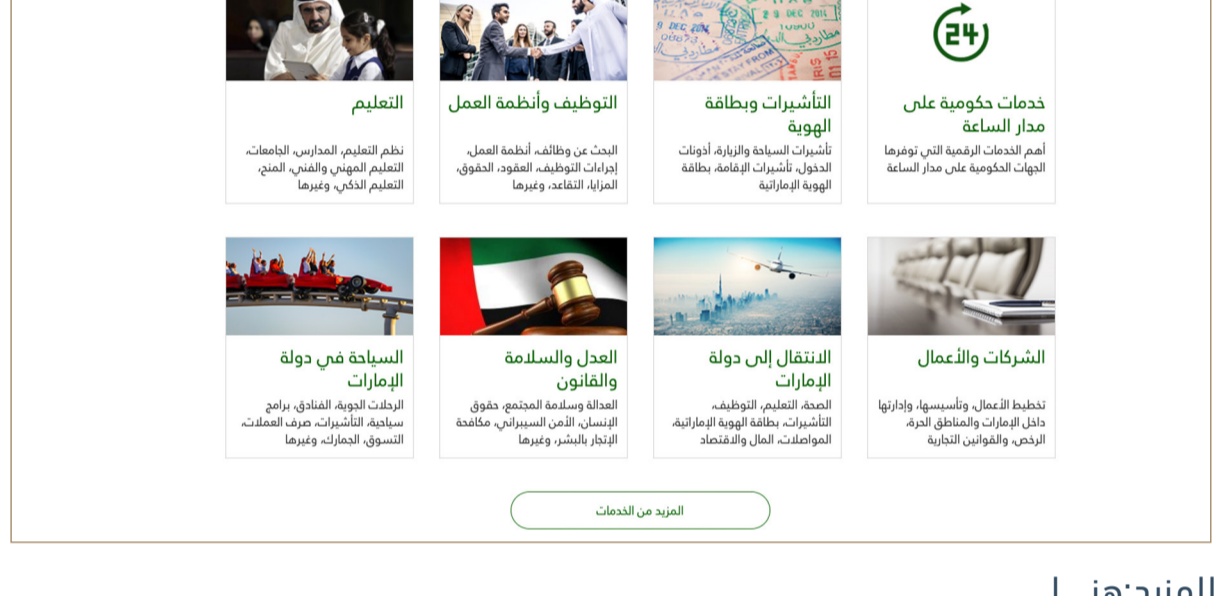 24
خدمات حكومية على
مدار الساعة
أهم الخدمات الرقمية التي توفرها
الجهات الحكومية على مدار الساعة
التأشيرات وبطاقة
الهوية
تأشيرات السياحة والزيارة، أذونات
الدخول، تأشيرات الإقامة، بطاقة
الهوية الإماراتية
التوظيف وأنظمة العمل
البحث عن وظائف، أنظمة العمل،
إجراءات التوظيف، العقود، الحقوق،
المزايا، التقاعد، وغيرها
التعليم
نظم التعليم، المدارس، الجامعات،
التعليم المهني والفني، المنح،
التعليم الذكي، وغيرها
الشركات والأعمال
تخطيط الأعمال، وتأسيسها، وإدارتها
داخل الإمارات والمناطق الحرة،
الرخص، والقوانين التجارية
الانتقال إلى دولة
الإمارات
الصحة، التعليم، التوظيف،
التأشيرات، بطاقة الهوية الإماراتية،
المواصلات، المال والاقتصاد
العدل والسلامة
والقانون
العدالة وسلامة المجتمع، حقوق
الإنسان، الأمن السيبراني، مكافحة
الإتجار بالبشر، وغيرها
السياحة في دولة
الإمارات
الرحلات الجوية، الفنادق، برامج
سياحية، التأشيرات، صرف العملات،
التسوق، الجمارك، وغيرها
المزيد من الخدمات